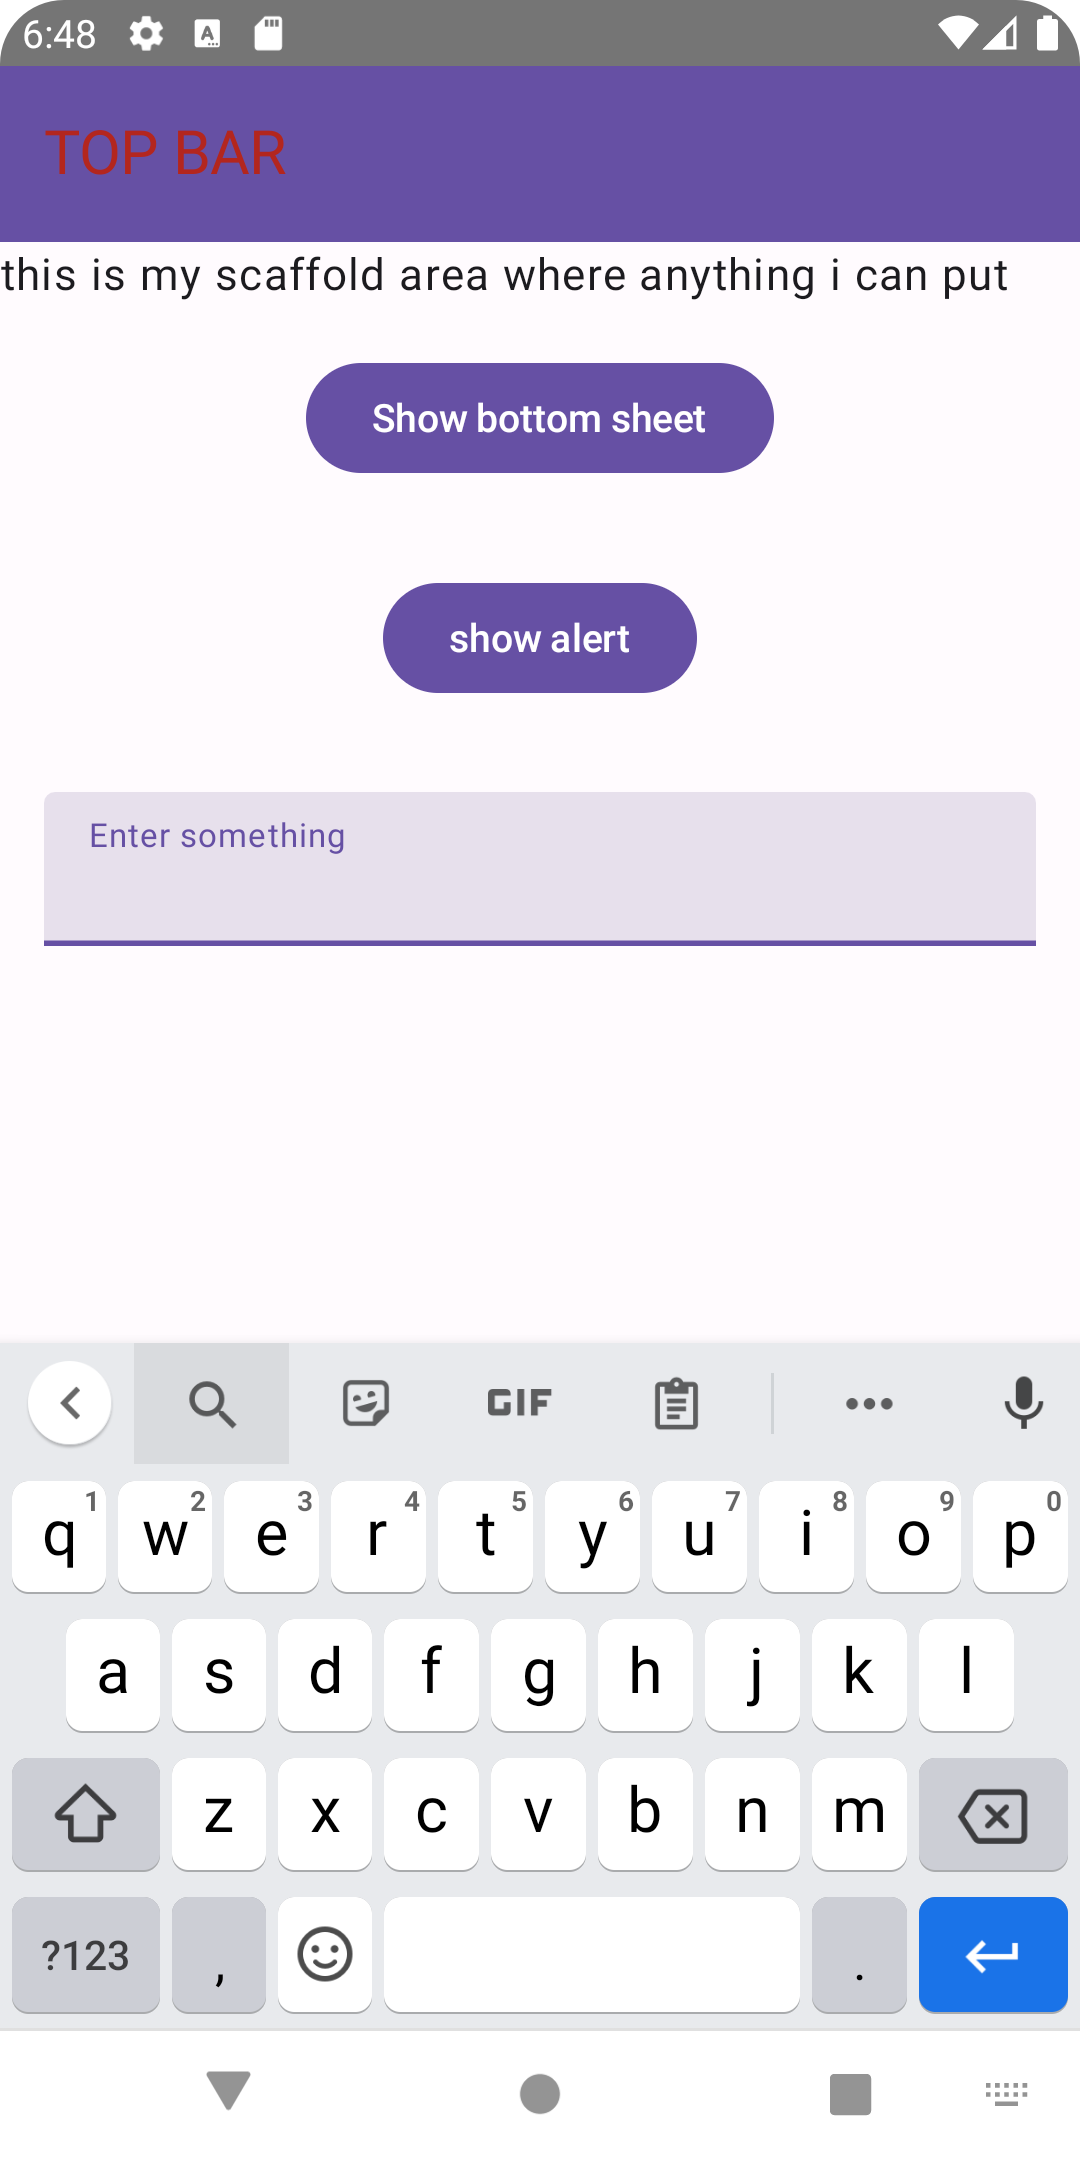 6:48
TOP BAR
this is my scaffold area where anything i can put
Show bottom sheet
show alert
Enter something
GIF
q 1 w 2 e 3 r 4 t 5 y 6 u 7 i 8 o 9 p 0
a s d f g h j k l
z x c v b n m
?123 , .